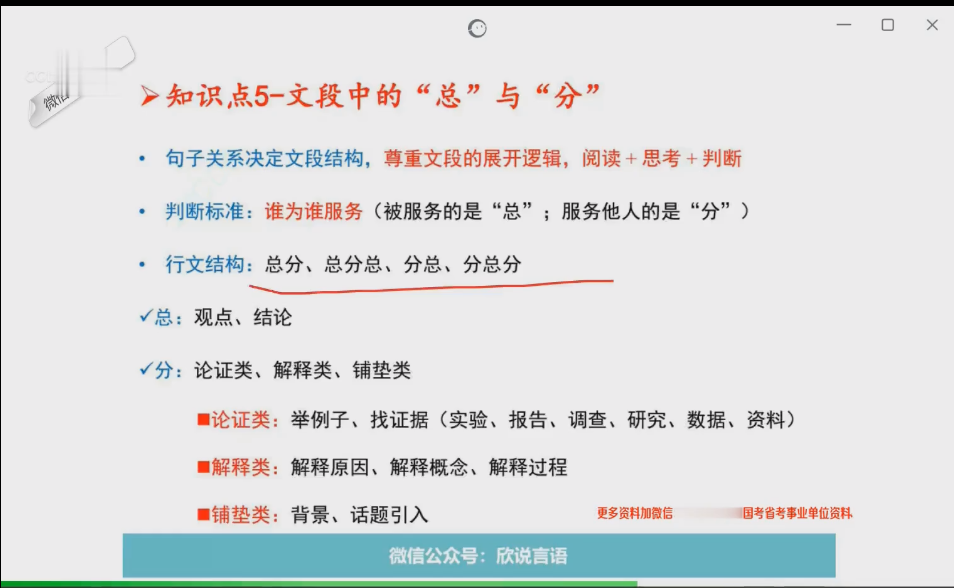 微信
➢知识点5-文段中的“总”与“分”
• 句子关系决定文段结构，尊重文段的展开逻辑，阅读+思考+判断
• 判断标准：谁为谁服务（被服务的是“总”；服务他人的是“分”）
• 行文结构：总分、总分总、分总、分总分
✓总：观点、结论
✓分：论证类、解释类、铺垫类
■论证类：举例子、找证据（实验、报告、调查、研究、数据、资料）
■解释类：解释原因、解释概念、解释过程
■铺垫类：背景、话题引入
更多资料加微信 国考省考事业单位资料
微信公众号：欣说言语